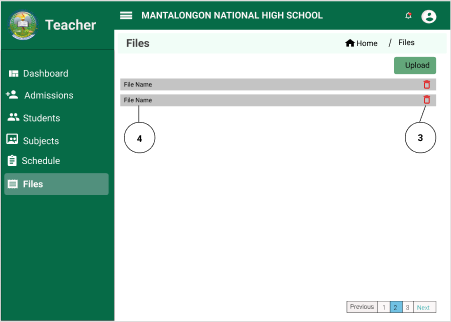 Teacher
MANTALONGON NATIONAL HIGH SCHOOL
Files
Home / Files
Upload
Dashboard
Admissions
Students
Subjects
Schedule
Files
File Name
File Name
4
3
Previous 1 2 3 Next